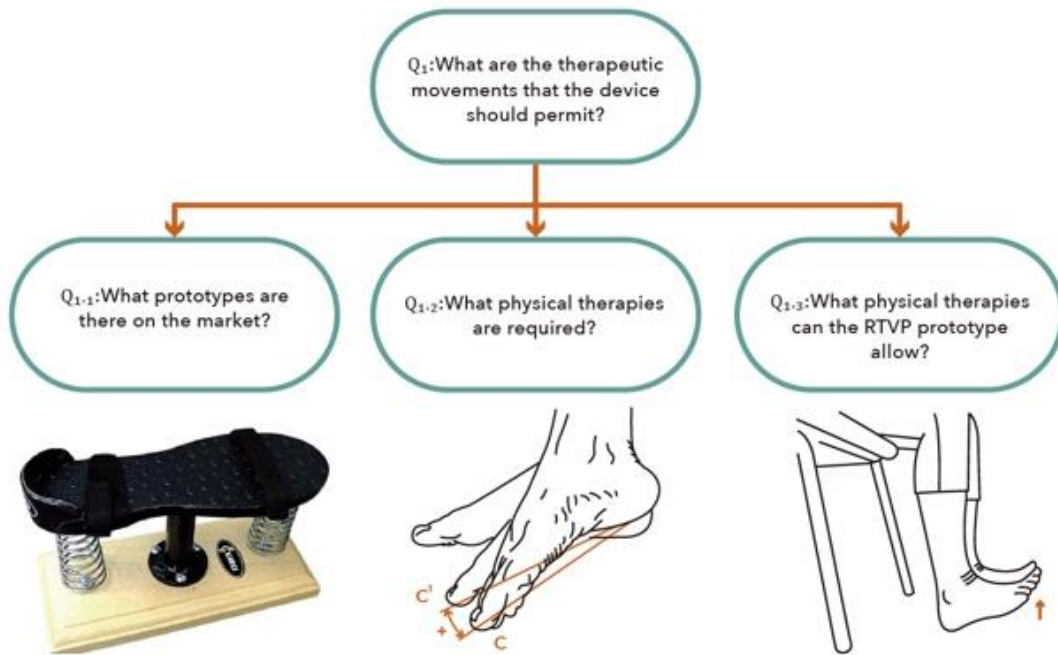 Q1:What are the therapeutic
movements that the device
should permit?
Q1.1:What prototypes are
there on the market?
Q1.2:What physical therapies
are required?
Q1.3:What physical therapies
can the RTVP prototype
allow?
C'
+
C